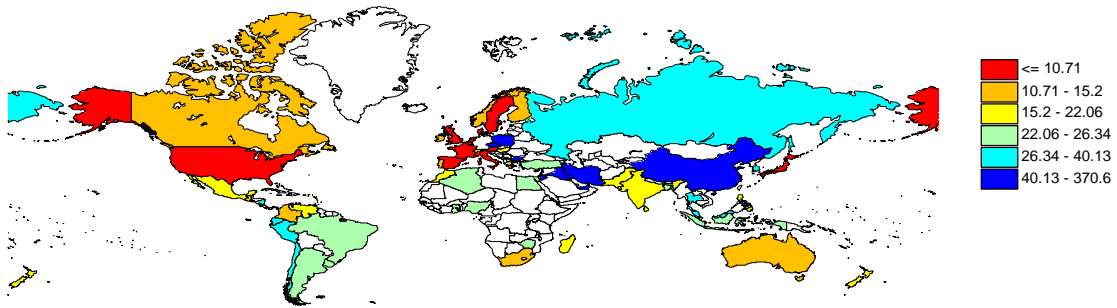 <= 10.71
10.71 - 15.2
15.2 - 22.06
22.06 - 26.34
26.34 - 40.13
40.13 - 370.6